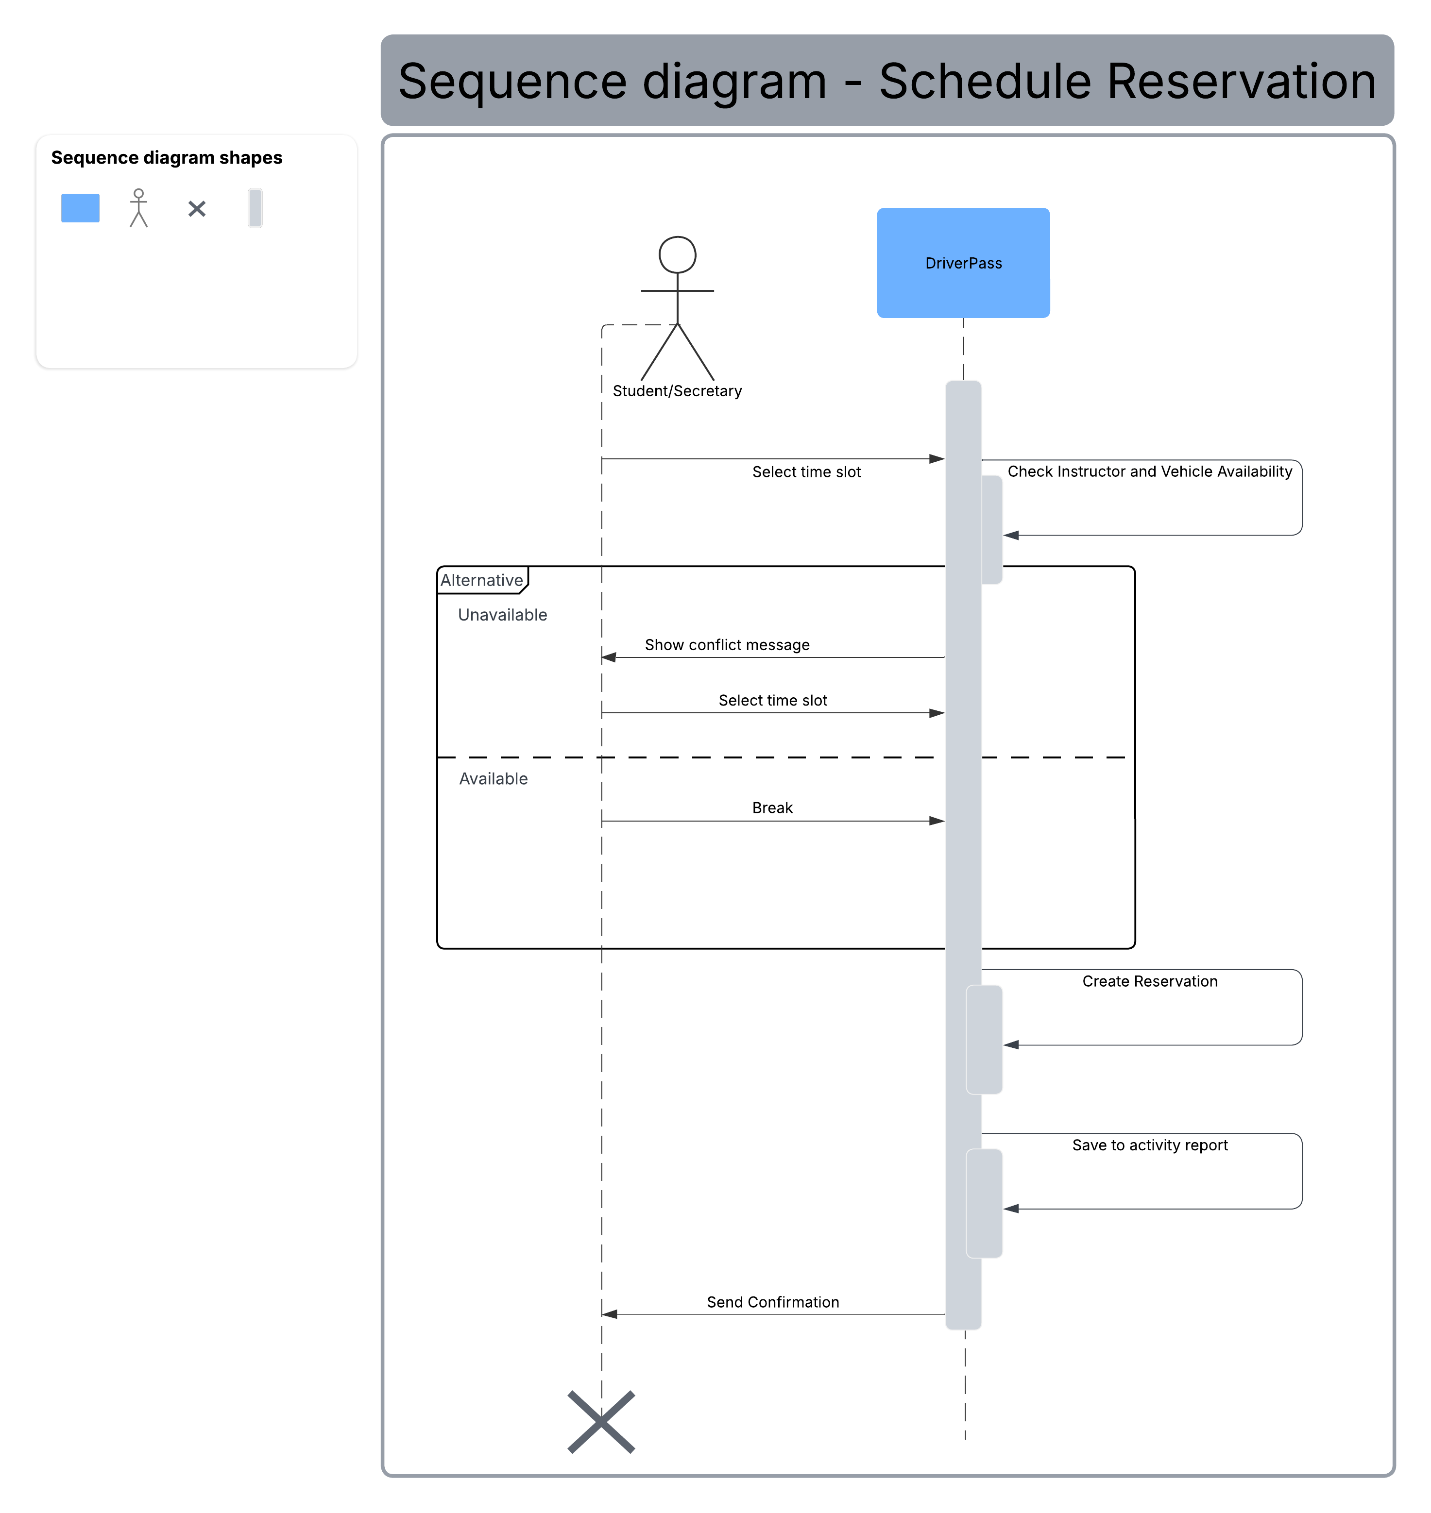 Sequence diagram - Schedule Reservation
Sequence diagram shapes
DriverPass
Student/Secretary
Select time slot
Check Instructor and Vehicle Availability
Alternative
Unavailable
Show conflict message
Select time slot
Available
Break
Create Reservation
Save to activity report
Send Confirmation